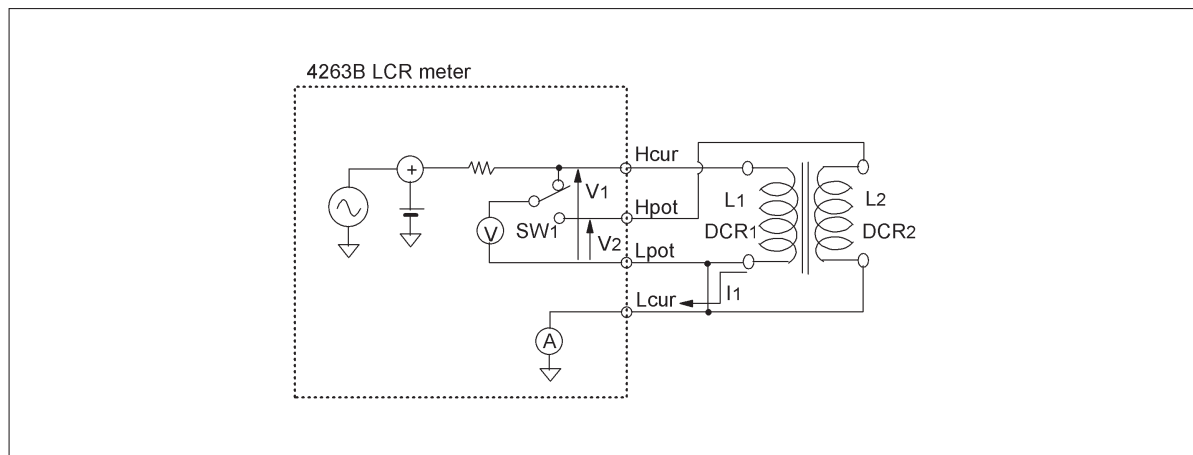 4263B LCR meter
Hcur
V1
L1
L2
+
Hpot
SW1
V
DCR1
DCR2
V2
Lpot
I1
Lcur
A